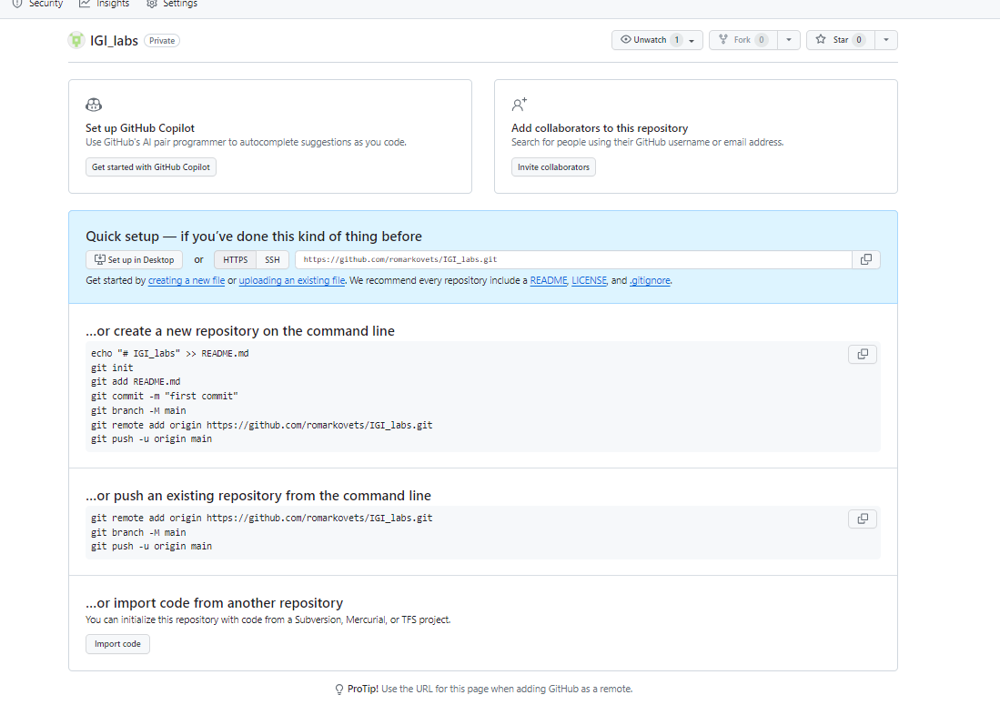 Security Insights Settings
IGI_labs Private Unwatch 1 Fork 0 Star 0
Set up GitHub Copilot
Use GitHub's AI pair programmer to autocomplete suggestions as you code.
Get started with GitHub Copilot
Add collaborators to this repository
Search for people using their GitHub username or email address.
Invite collaborators
Quick setup — if you've done this kind of thing before
Set up in Desktop or HTTPS SSH https://github.com/romarkovets/IGI_labs.git
Get started by creating a new file or uploading an existing file. We recommend every repository include a README, LICENSE, and .gitignore.
…or create a new repository on the command line
echo "# IGI_labs" >> README.md
git init
git add README.md
git commit -m "first commit"
git branch -M main
git remote add origin https://github.com/romarkovets/IGI_labs.git
git push -u origin main
…or push an existing repository from the command line
git remote add origin https://github.com/romarkovets/IGI_labs.git
git branch -M main
git push -u origin main
…or import code from another repository
You can initialize this repository with code from a Subversion, Mercurial, or TFS project.
Import code
ProTip! Use the URL for this page when adding GitHub as a remote.